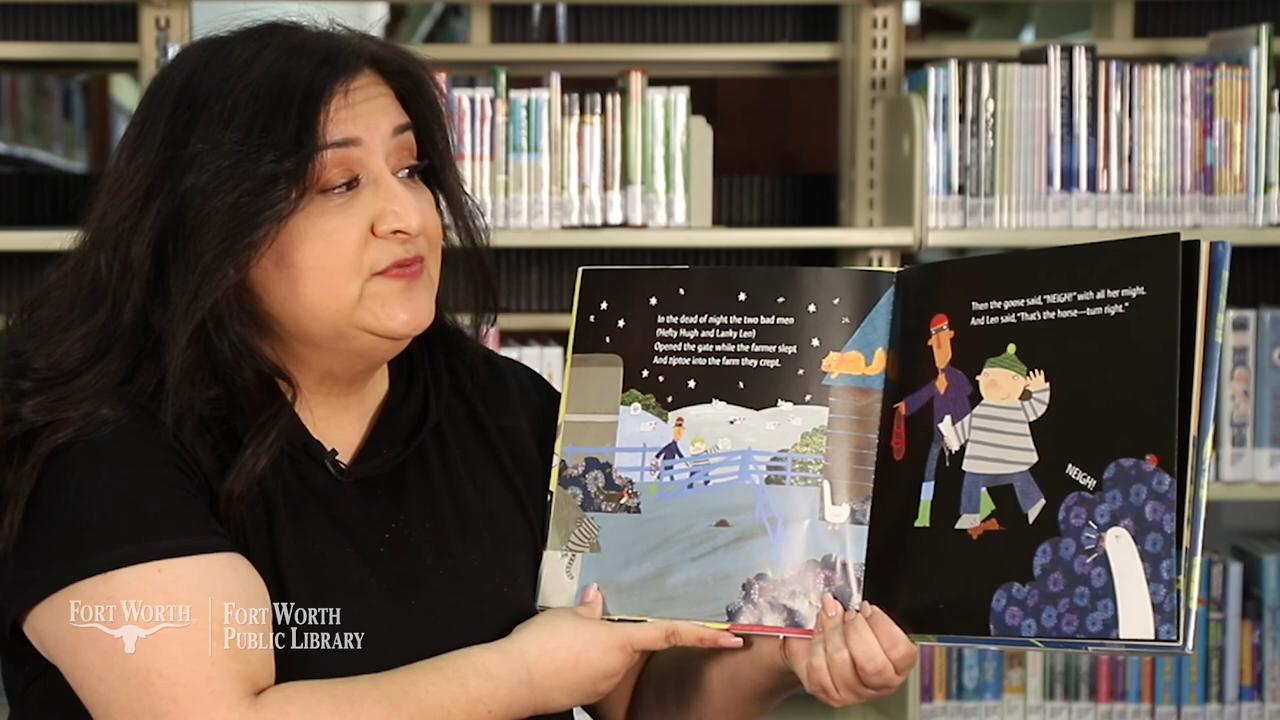 In the dead of night the two bad men
(Hefty Hugh and Lanky Len)
Opened the gate while the farmer slept
And tiptoe into the farm they crept.
Then the goose said, "NEIGH!" with all her might.
And Len said, "That's the horse—turn right."
NEIGH!
FORT WORTH®
FORT WORTH
PUBLIC LIBRARY